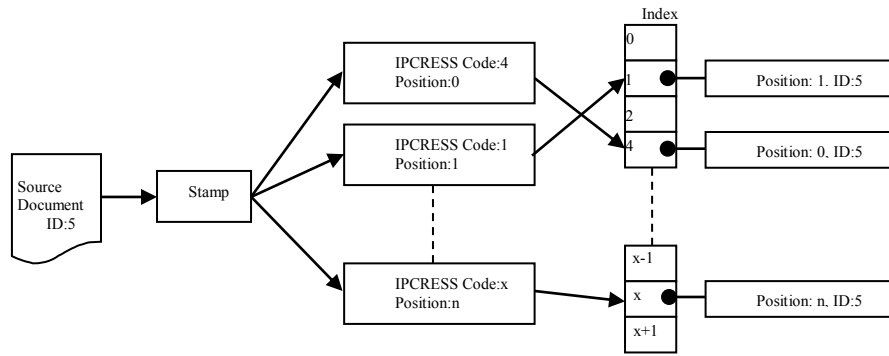 Index
0
IPCRESS Code:4
Position:0
1
Position: 1, ID:5
2
IPCRESS Code:1
Position:1
4
Position: 0, ID:5
Source
Document
ID:5
Stamp
x-1
IPCRESS Code:x
Position:n
x
Position: n, ID:5
x+1